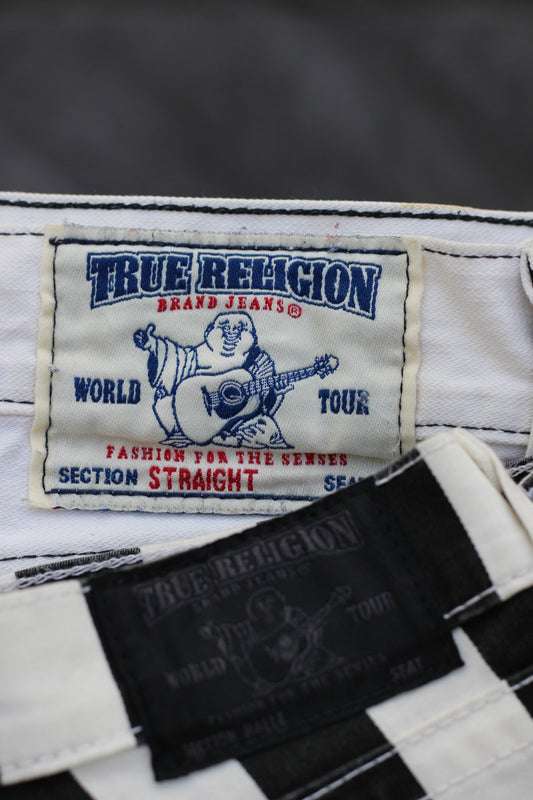 TRUE RELIGION
BRAND JEANS®
WORLD TOUR
FASHION FOR THE SENSES
SECTION STRAIGHT SEA
TRUE RELIGION
BRAND JEANS
WORLD TOUR
FASHION FOR THE SENSES
SECTION SEAT